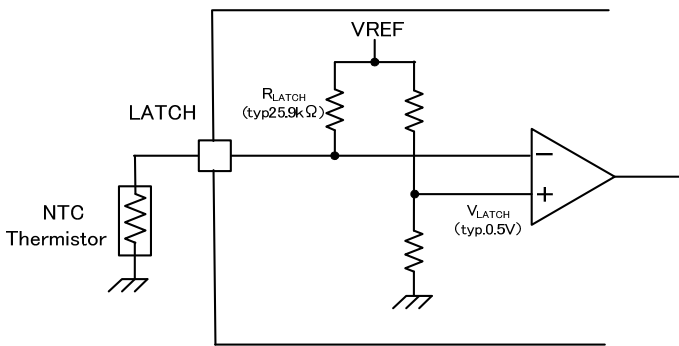 VREF
RLATCH
(typ25.9kΩ)
LATCH
NTC
Thermistor
VLATCH
(typ.0.5V)
−
+